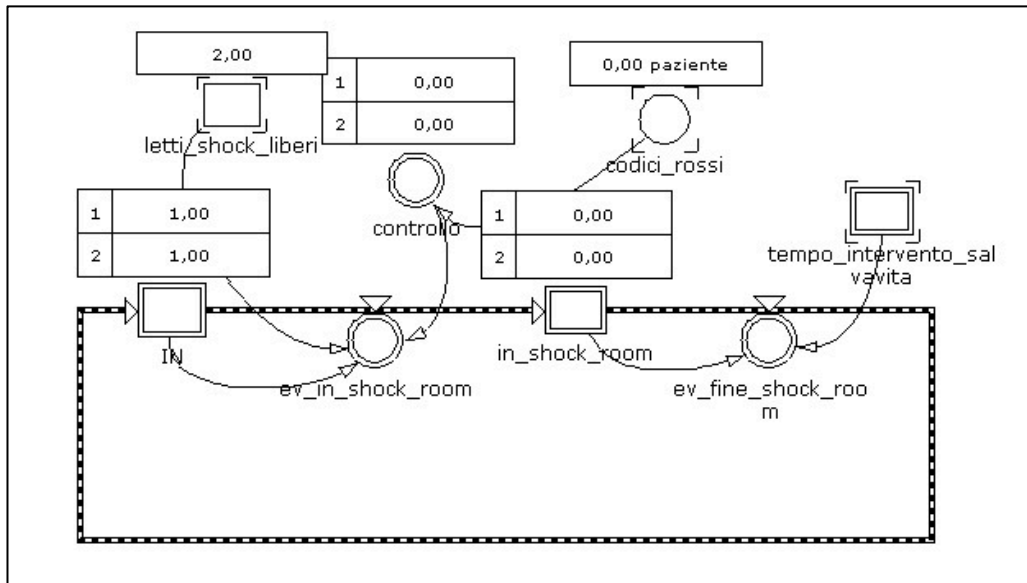 2,00
1 0,00
2 0,00
0,00 paziente
letti_shock_liberi
codici_rossi
1 1,00
2 1,00
controllo
1 0,00
2 0,00
tempo_intervento_sal
vavita
IN
ev_in_shock_room
in_shock_room
ev_fine_shock_roo
m